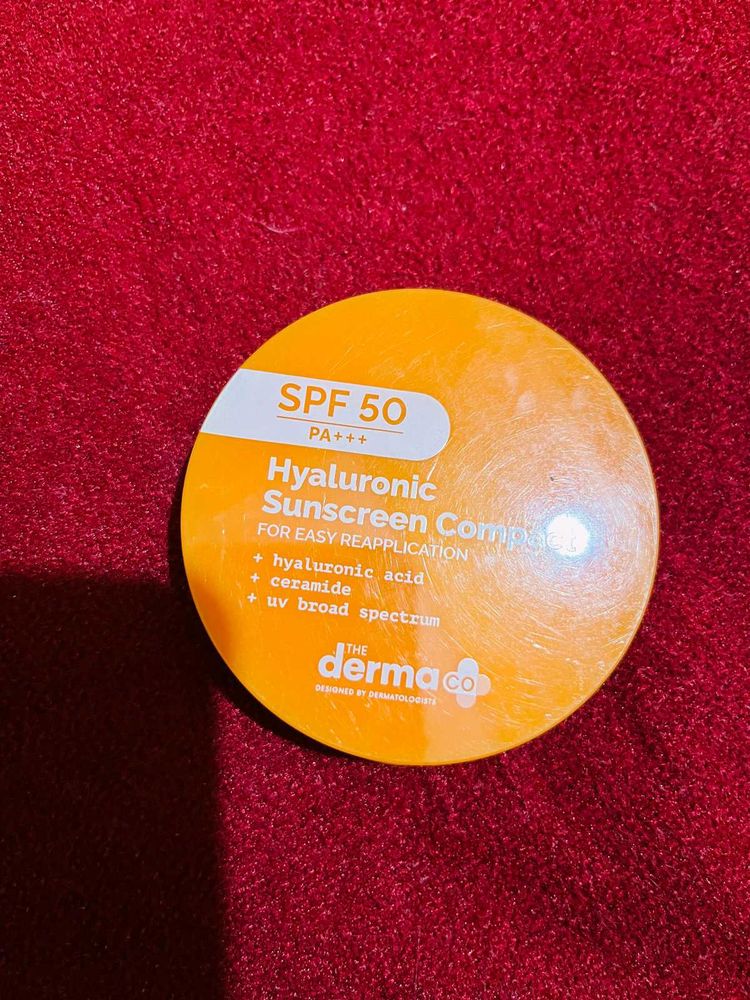 SPF 50
PA+++
Hyaluronic
Sunscreen Compact
FOR EASY REAPPLICATION
+ hyaluronic acid
+ ceramide
+ uv broad spectrum
THE
derma co
DESIGNED BY DERMATOLOGISTS